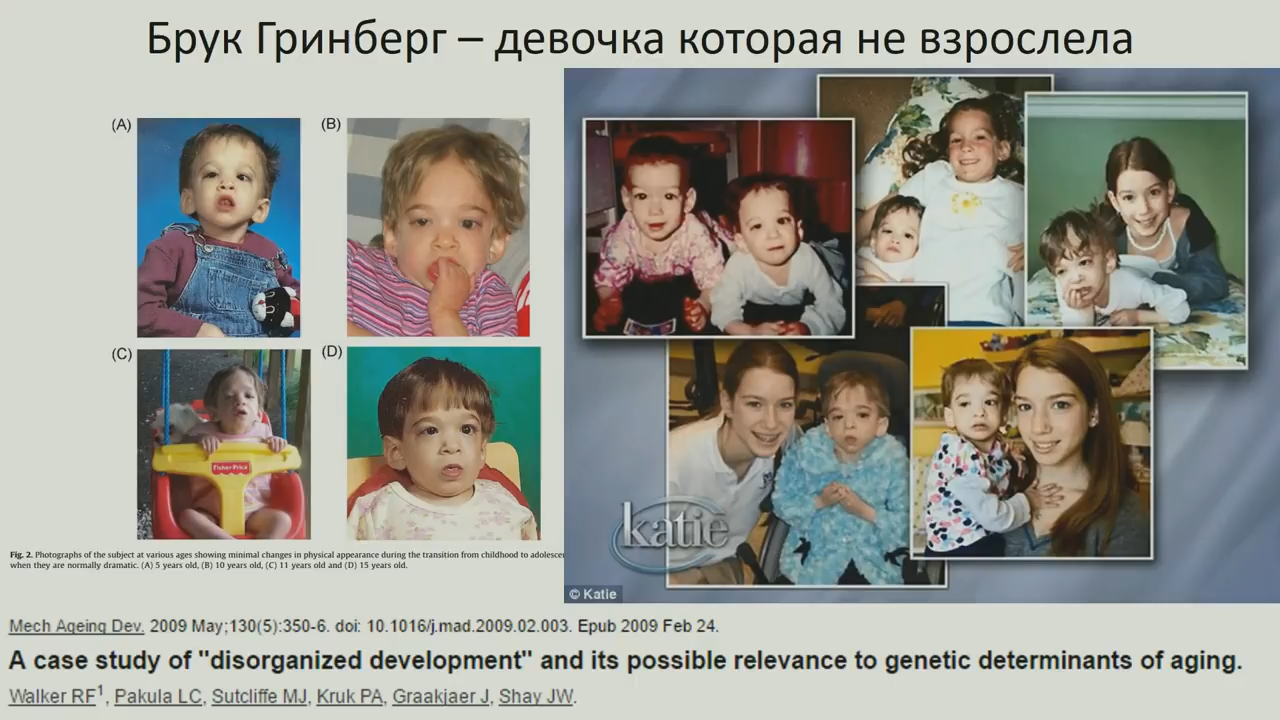 Брук Гринберг – девочка которая не взрослела
(A)
(B)
(C)
(D)
Fisher-Price
Fig. 2. Photographs of the subject at various ages showing minimal changes in physical appearance during the transition from childhood to
when they are normally dramatic. (A) 5 years old, (B) 10 years old, (C) 11 years old and (D) 15 years old.
katie
© Katie
Mech Ageing Dev. 2009 May;130(5):350-6. doi: 10.1016/j.mad.2009.02.003. Epub 2009 Feb 24.
A case study of "disorganized development" and its possible relevance to genetic determinants of aging.
Walker RF1, Pakula LC, Sutcliffe MJ, Kruk PA, Graakjaer J, Shay JW.